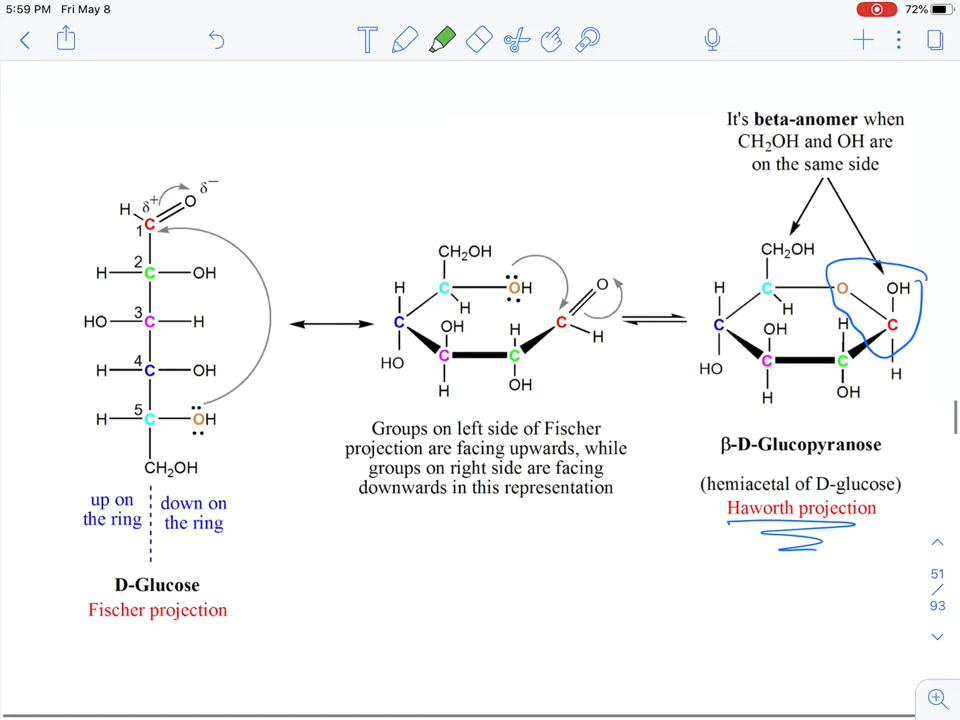 5:59 PM Fri May 8
72%
It's beta-anomer when
CH₂OH and OH are
on the same side
H δ⁺ O δ⁻
1 C
2
H C OH
3
HO C H
4
H C OH
5
H C OH
CH₂OH
up on
the ring
down on
the ring
D-Glucose
Fischer projection
CH₂OH
H C OH
H
C OH H C O
H
HO C C
H OH
Groups on left side of Fischer
projection are facing upwards, while
groups on right side are facing
downwards in this representation
CH₂OH
H C O OH
H
C OH H C
HO C C H
H OH
β-D-Glucopyranose
(hemiacetal of D-glucose)
Haworth projection
51
/
93